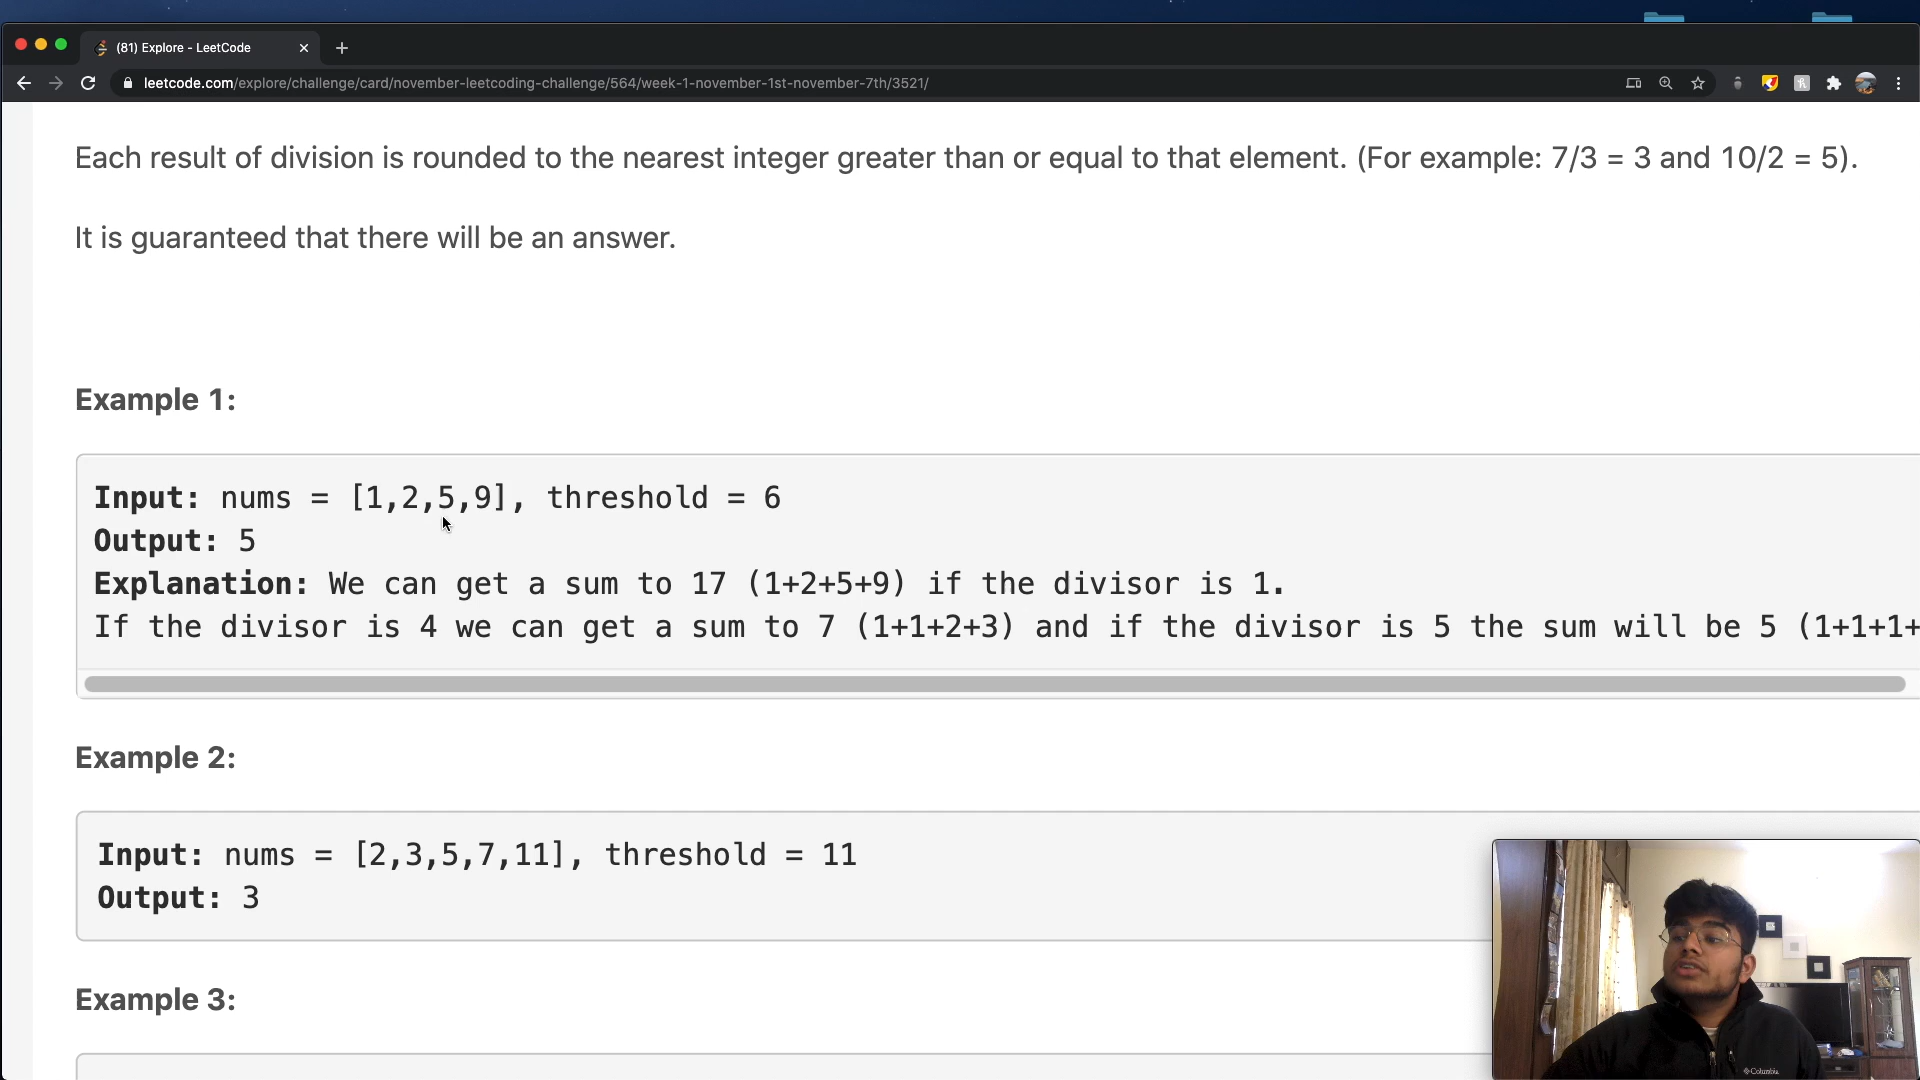 (81) Explore - LeetCode
leetcode.com/explore/challenge/card/november-leetcoding-challenge/564/week-1-november-1st-november-7th/3521/
Each result of division is rounded to the nearest integer greater than or equal to that element. (For example: 7/3 = 3 and 10/2 = 5).
It is guaranteed that there will be an answer.
Example 1:
Input: nums = [1,2,5,9], threshold = 6
Output: 5
Explanation: We can get a sum to 17 (1+2+5+9) if the divisor is 1.
If the divisor is 4 we can get a sum to 7 (1+1+2+3) and if the divisor is 5 the sum will be 5 (1+1+1+
Example 2:
Input: nums = [2,3,5,7,11], threshold = 11
Output: 3
Example 3:
Columbia